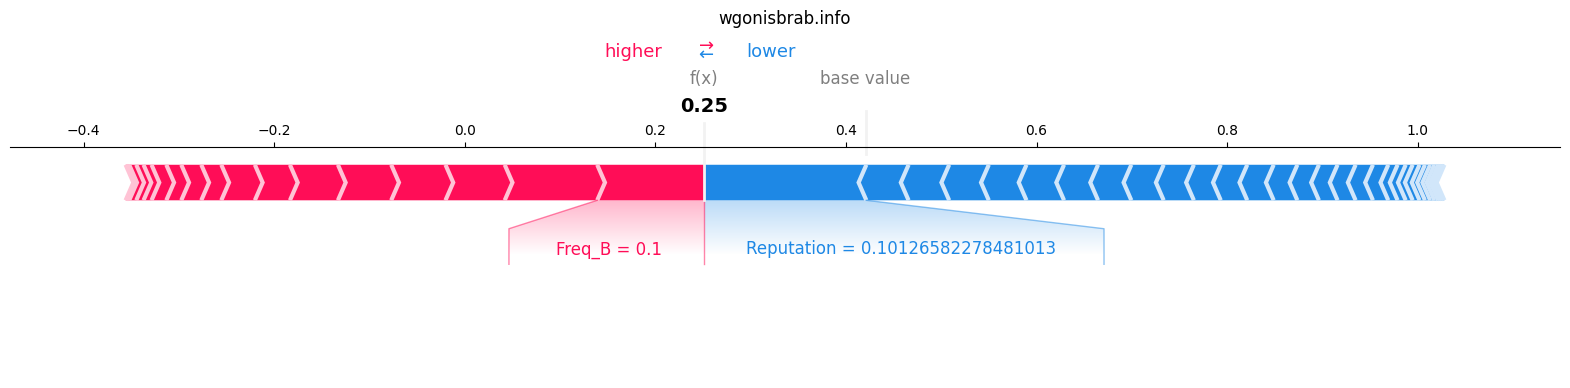 wgonisbrab.info
higher → ← lower
f(x) base value
0.25
−0.4 −0.2 0.0 0.2 0.4 0.6 0.8 1.0
Freq_B = 0.1 Reputation = 0.10126582278481013